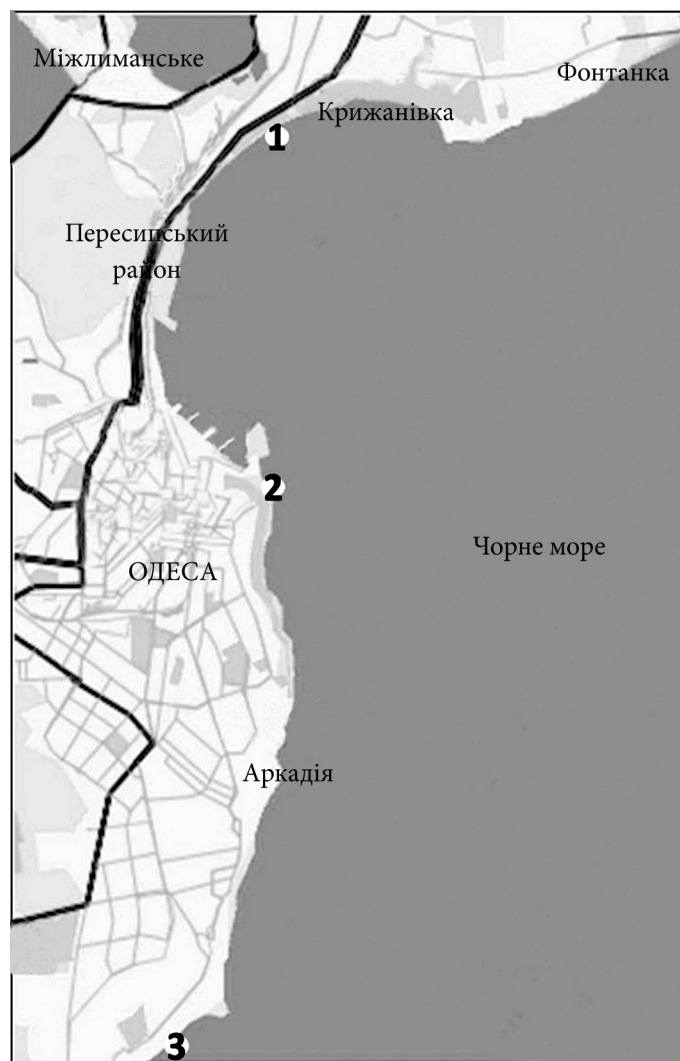 Міжлиманське
Фонтанка
Крижанівка
1
Пересипський
район
2
Чорне море
ОДЕСА
Аркадія
3